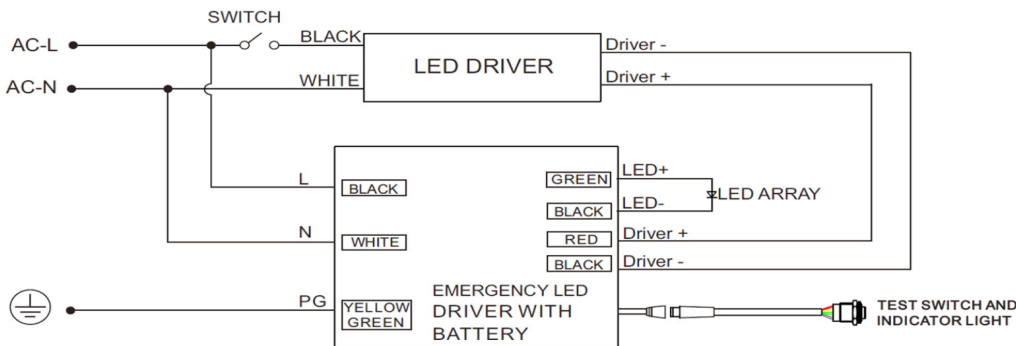 SWITCH
AC-L
BLACK
LED DRIVER
Driver -
AC-N
WHITE
Driver +
L
BLACK
GREEN
LED+
LED ARRAY
BLACK
LED-
N
WHITE
RED
Driver +
BLACK
Driver -
PG
YELLOW
GREEN
EMERGENCY LED
DRIVER WITH
BATTERY
TEST SWITCH AND
INDICATOR LIGHT